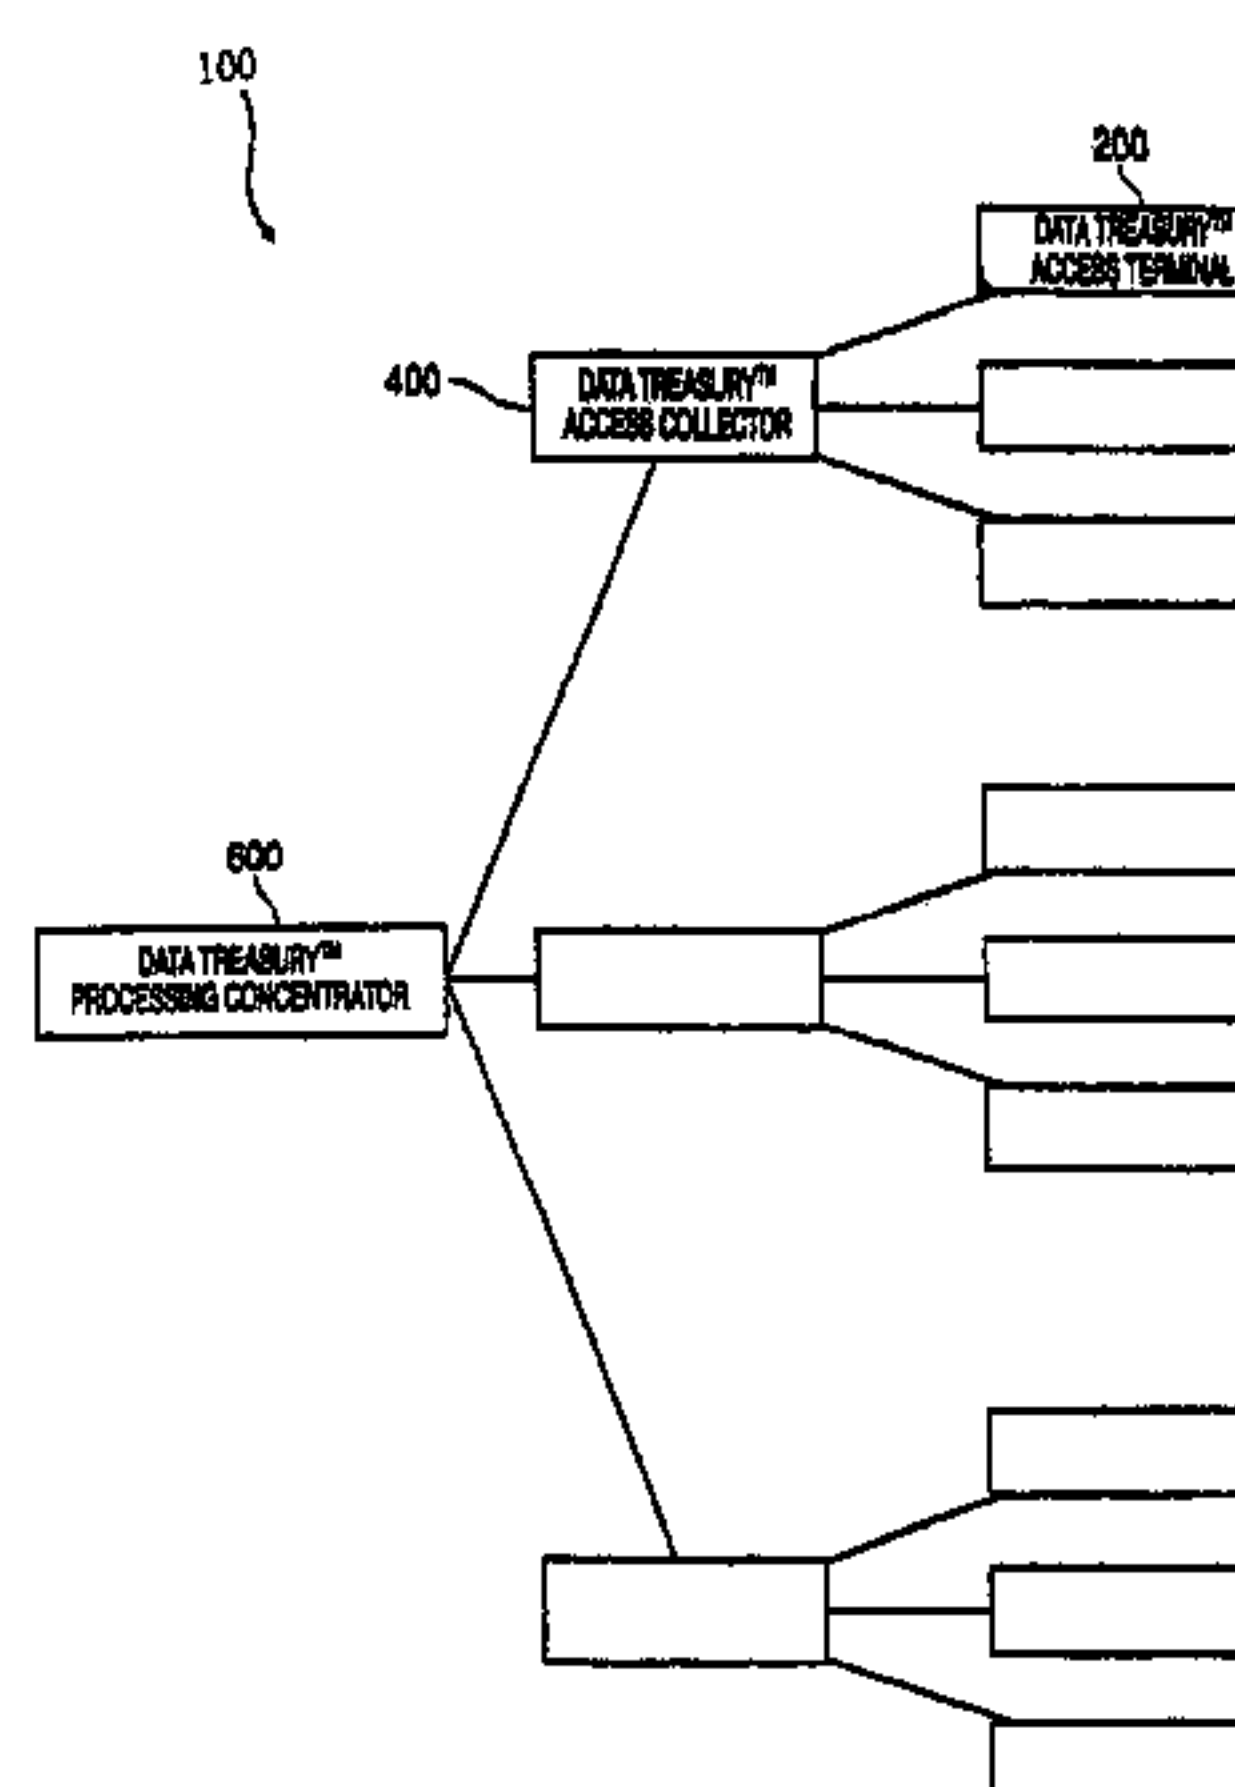 100
200
DATA TREASURY™
ACCESS TERMINAL
400
DATA TREASURY™
ACCESS COLLECTOR
600
DATA TREASURY™
PROCESSING CONCENTRATOR